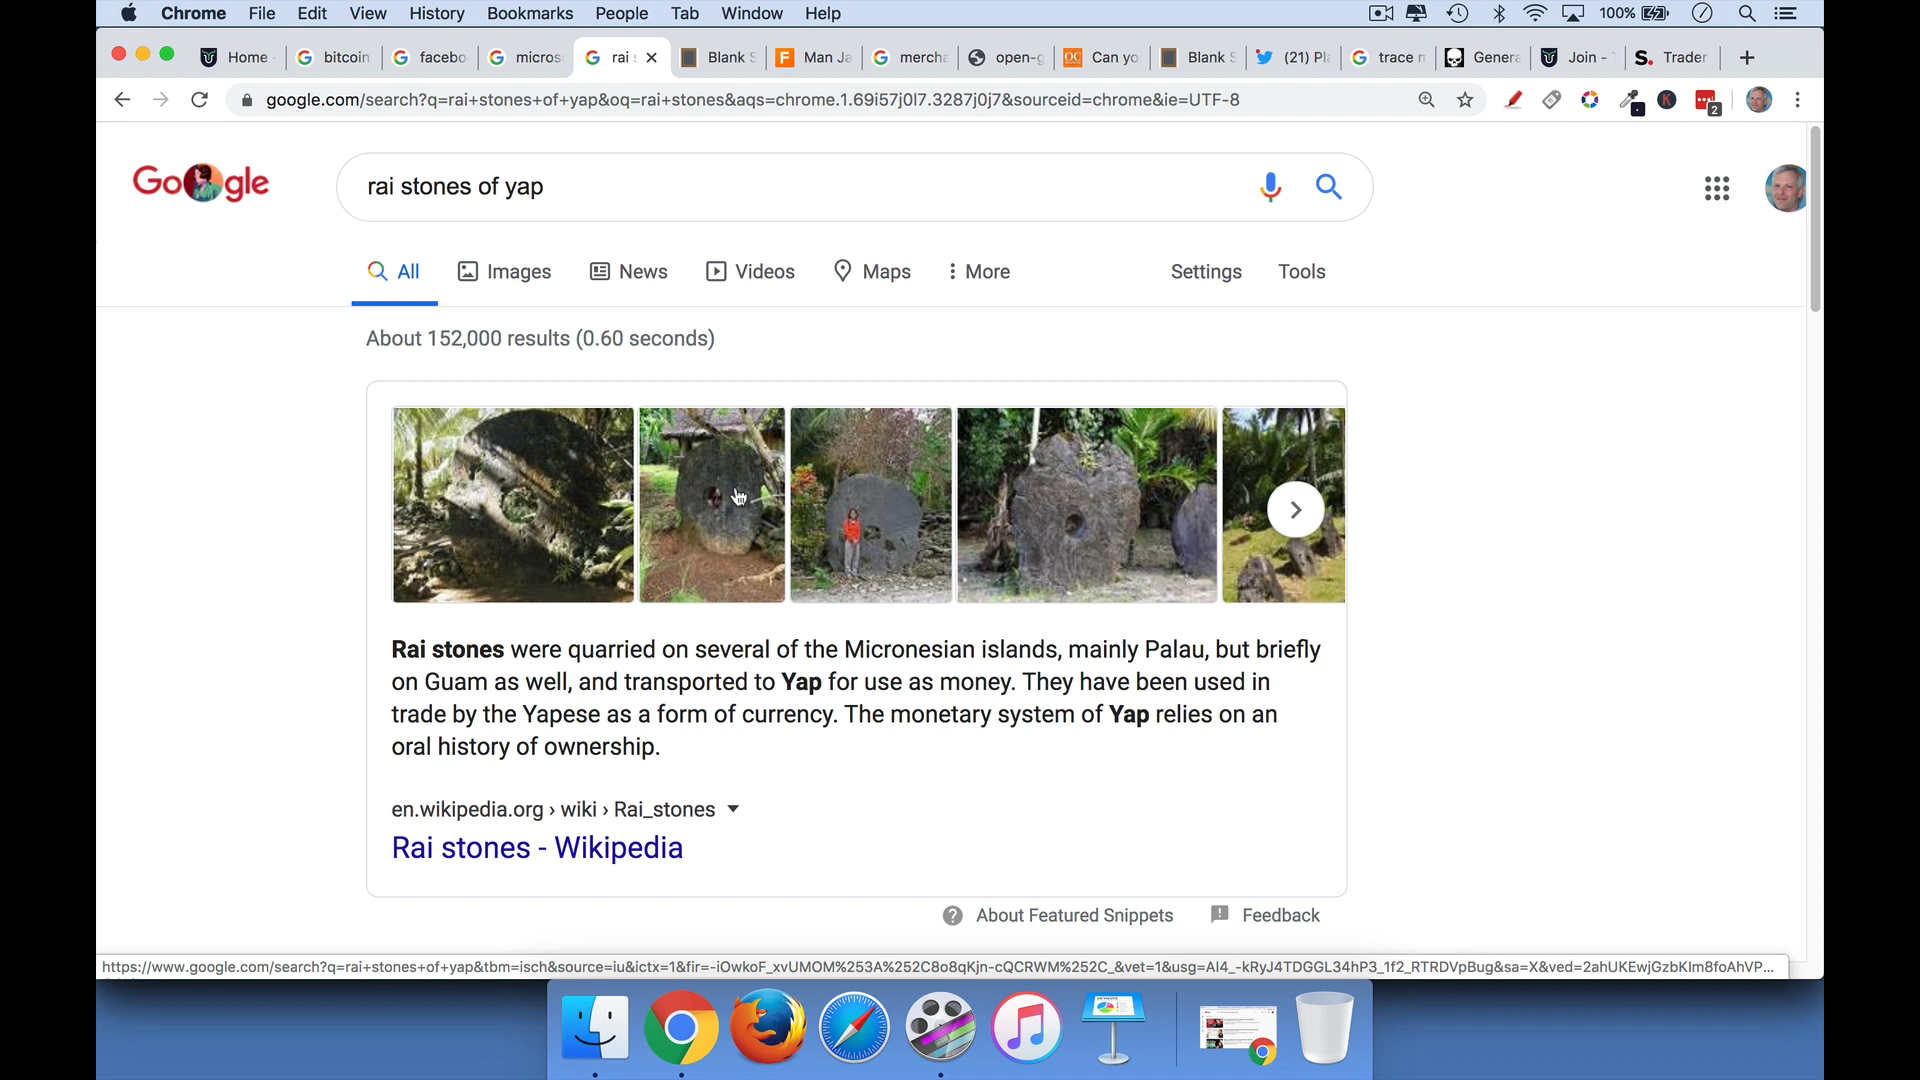 Chrome File Edit View History Bookmarks People Tab Window Help 100%
Home bitcoin facebo micros rai s Blank S Man Ja mercha open-g Can yo Blank S (21) Pl trace n Genera Join - Trader
google.com/search?q=rai+stones+of+yap&oq=rai+stones&aqs=chrome.1.69i57j0l7.3287j0j7&sourceid=chrome&ie=UTF-8
2
Google
rai stones of yap
All Images News Videos Maps More Settings Tools
About 152,000 results (0.60 seconds)
Rai stones were quarried on several of the Micronesian islands, mainly Palau, but briefly
on Guam as well, and transported to Yap for use as money. They have been used in
trade by the Yapese as a form of currency. The monetary system of Yap relies on an
oral history of ownership.
en.wikipedia.org › wiki › Rai_stones
Rai stones - Wikipedia
About Featured Snippets Feedback
https://www.google.com/search?q=rai+stones+of+yap&tbm=isch&source=iu&ictx=1&fir=-iOwkoF_xvUMOM%253A%252C8o8qKjn-cQCRWM%252C_&vet=1&usg=AI4_-kRyJ4TDGGL34hP3_1f2_RTRDVpBug&sa=X&ved=2ahUKEwjGzbKIm8foAhVP...
KEYNOTE